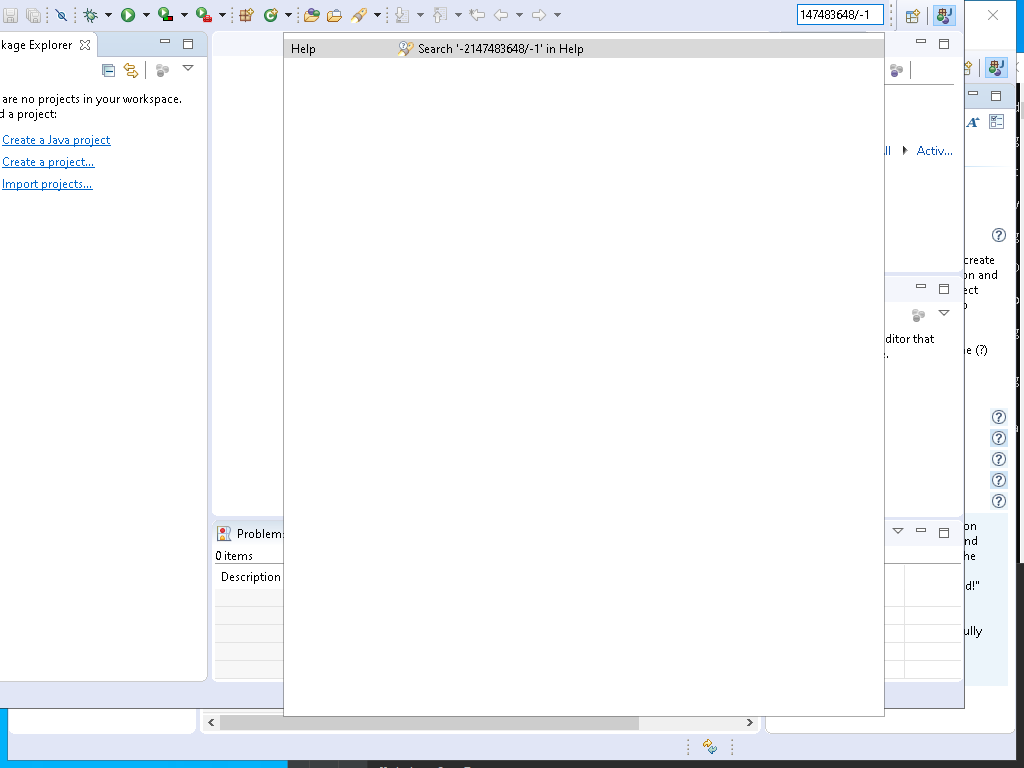 147483648/-1
kage Explorer
Help
Search '-2147483648/-1' in Help
are no projects in your workspace.
d a project:
Create a Java project
Create a project...
Import projects...
ll
Activ...
create
on and
ect
ditor that
e.
e (?)
Problem
0 items
Description
on
nd
he
d!"
ully